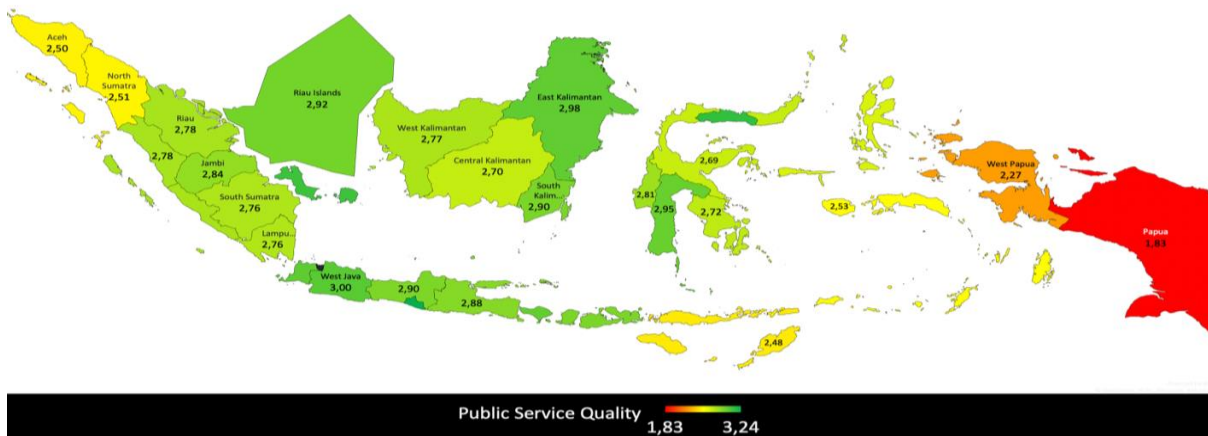 Aceh
2,50
North
Sumatra
2,51
Riau Islands
2,92
East Kalimantan
2,98
Riau
2,78
West Kalimantan
2,77
2,78
Jambi
2,84
Central Kalimantan
2,70
2,69
West Papua
2,27
South Sumatra
2,76
South
Kalim...
2,90
2,81
2,95
2,72
2,53
Lampu...
2,76
Papua
1,83
West Java
3,00
2,90
2,88
2,48
Public Service Quality
1,83
3,24